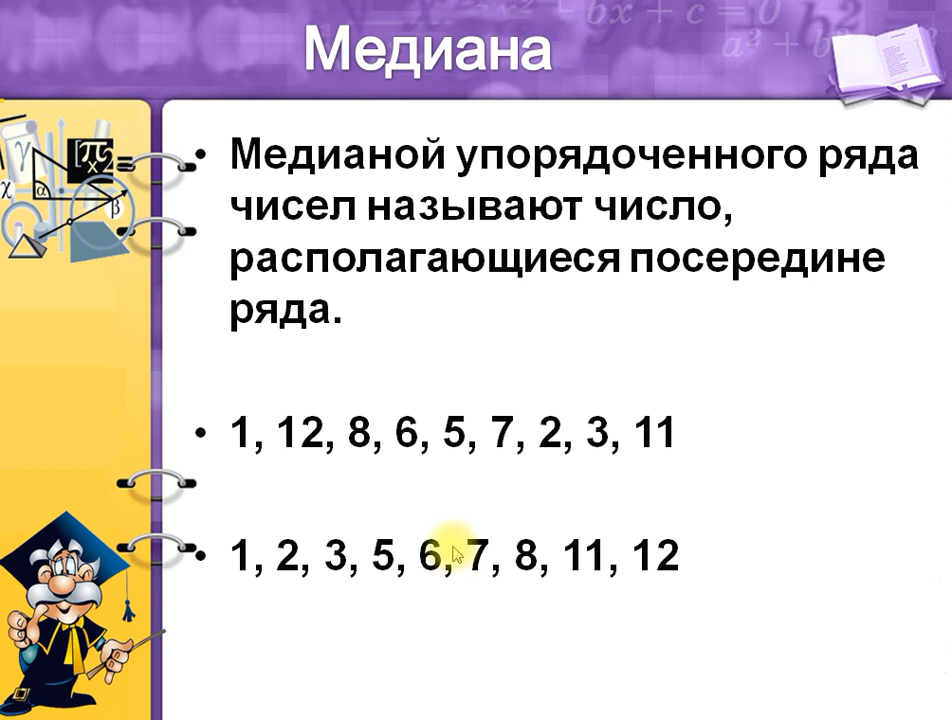 Медиана
• Медианой упорядоченного ряда
чисел называют число,
располагающиеся посередине
ряда.
• 1, 12, 8, 6, 5, 7, 2, 3, 11
• 1, 2, 3, 5, 6, 7, 8, 11, 12